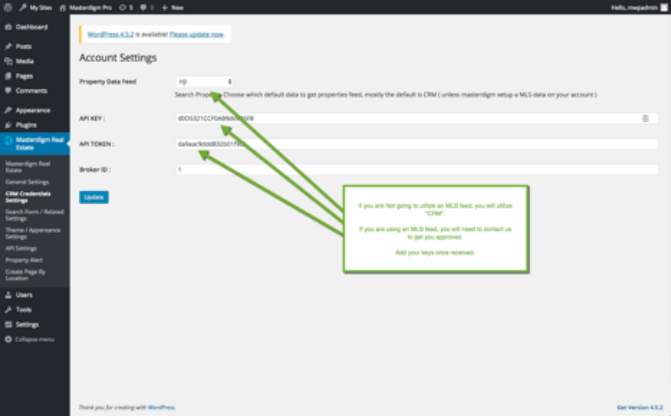 My Sites Masterdigm Pro 5 0 + New Hello, mwpadmin
Dashboard
WordPress 4.5.2 is available! Please update now.
Posts
Account Settings
Media
Pages
Property Data Feed
Comments
Search Property Choose which default data to get properties feed, mostly the default is CRM ( unless masterdigm setup a MLS data on your account )
Appearance
Plugins
API KEY :
Masterdigm Real
Estate
API TOKEN :
Masterdigm Real
Estate
Broker ID : 1
General Settings
CRM Credentials
Settings
Update
Search Form / Related
Settings
Theme / Appearence
Settings
API Settings
Property Alert
Create Page By
Location
Users
Tools
Settings
Collapse menu
If you are Not going to utilize an MLS feed, you will utilize
"CRM".
If you are using an MLS feed, you will need to contact us
to get you approved.
Add your keys once received.
Thank you for creating with WordPress.
Get Version 4.5.2